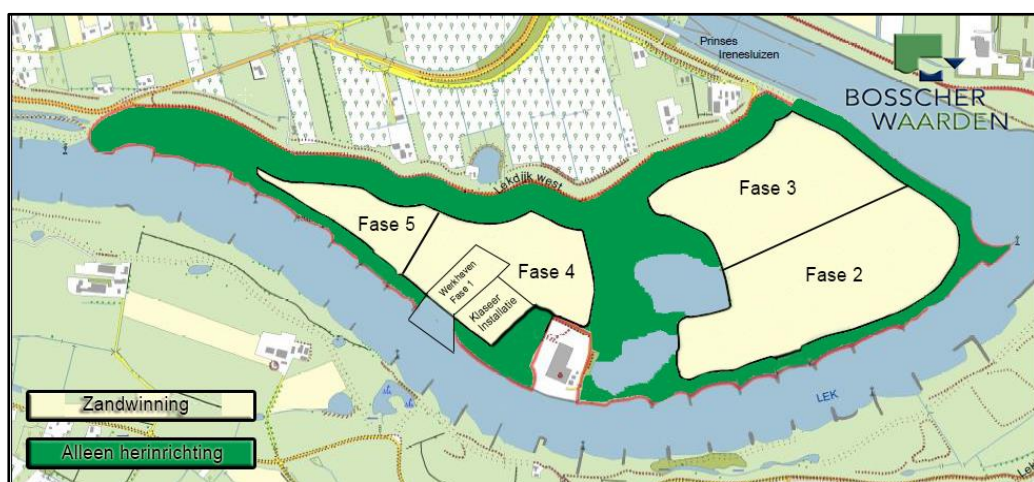 Prinses
Irenesluizen
BOSSCHER
WAARDEN
Lekdijk west
Fase 3
Fase 5
Fase 2
Fase 4
Werkhaven
Fase 1
Klaseer
Installatie
LEK
Zandwinning
Alleen herinrichting